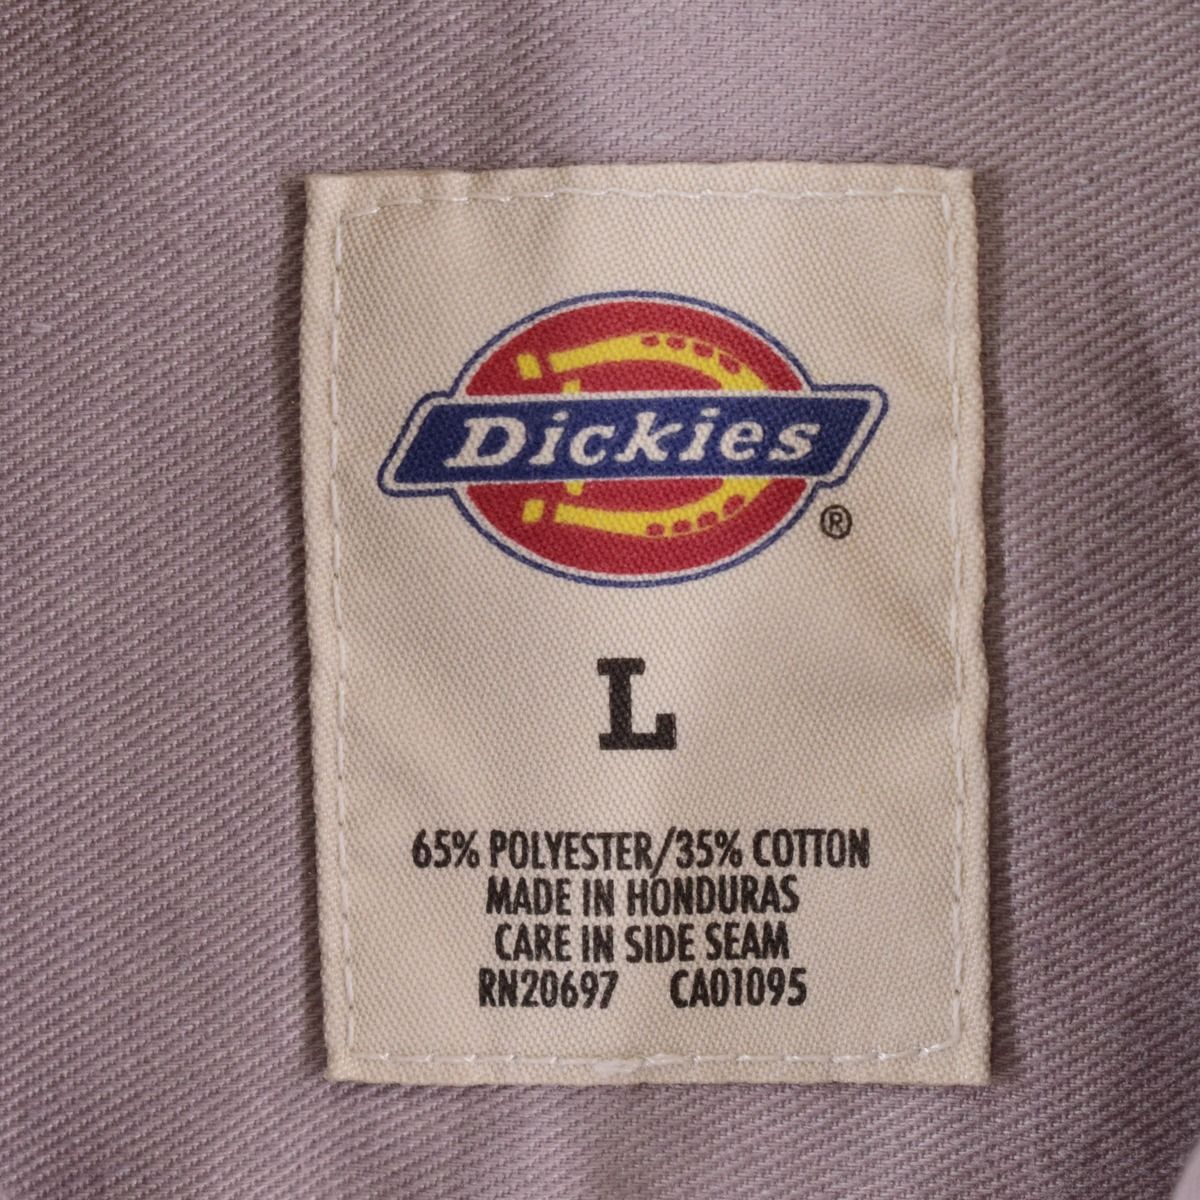 Dickies
®
L
65% POLYESTER/35% COTTON
MADE IN HONDURAS
CARE IN SIDE SEAM
RN20697 CA01095